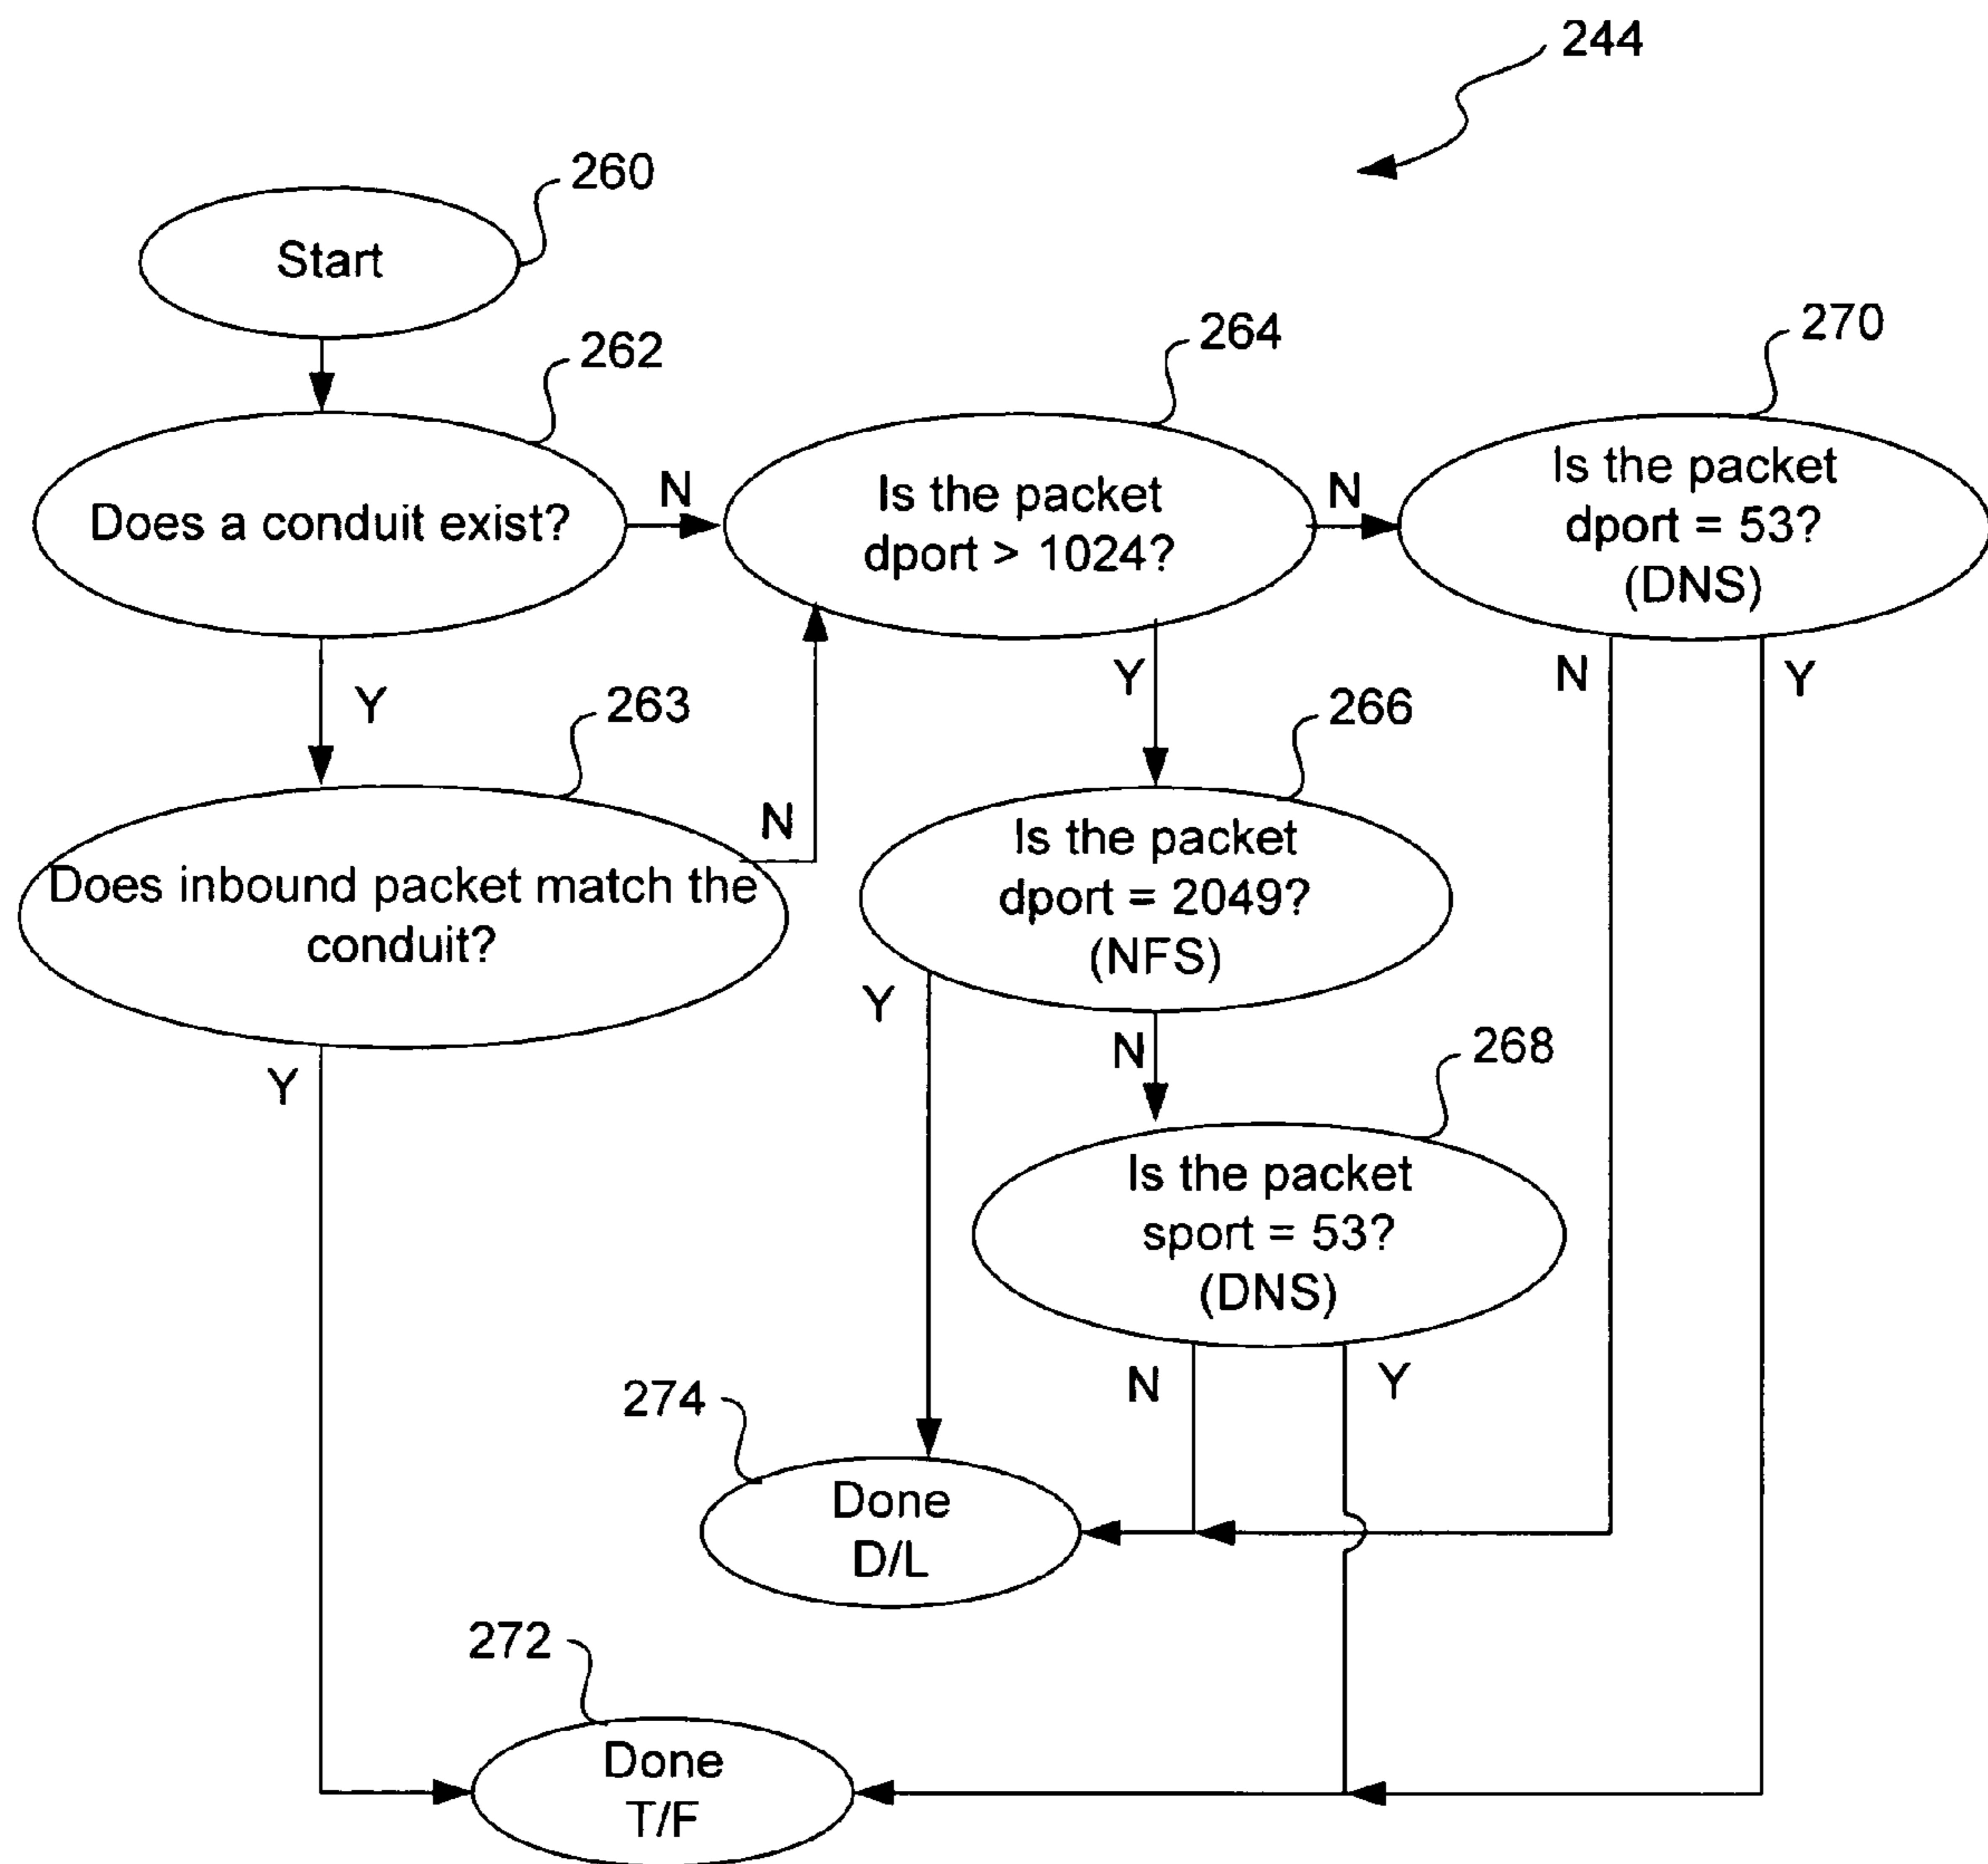 244
260
Start
262
264
270
Does a conduit exist?
N
Is the packet
dport > 1024?
N
Is the packet
dport = 53?
(DNS)
Y
263
Y
266
N
Y
Does inbound packet match the
conduit?
N
Is the packet
dport = 2049?
(NFS)
Y
Y
N
268
Is the packet
sport = 53?
(DNS)
274
N
Y
Done
D/L
272
Done
T/F